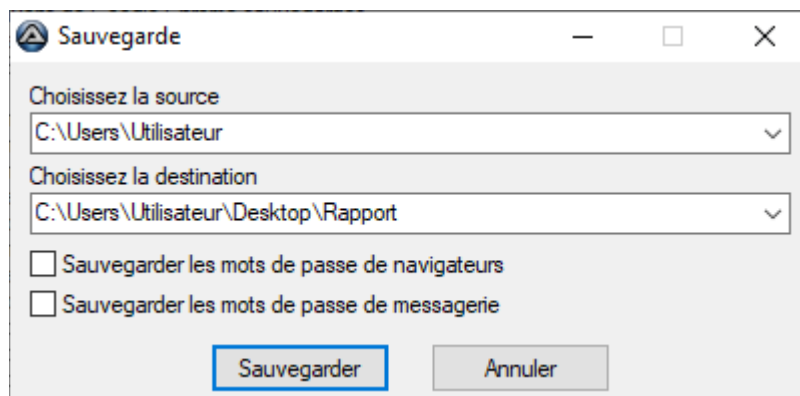 Sauvegarde
Choisissez la source
C:\Users\Utilisateur
Choisissez la destination
C:\Users\Utilisateur\Desktop\Rapport
Sauvegarder les mots de passe de navigateurs
Sauvegarder les mots de passe de messagerie
Sauvegarder Annuler